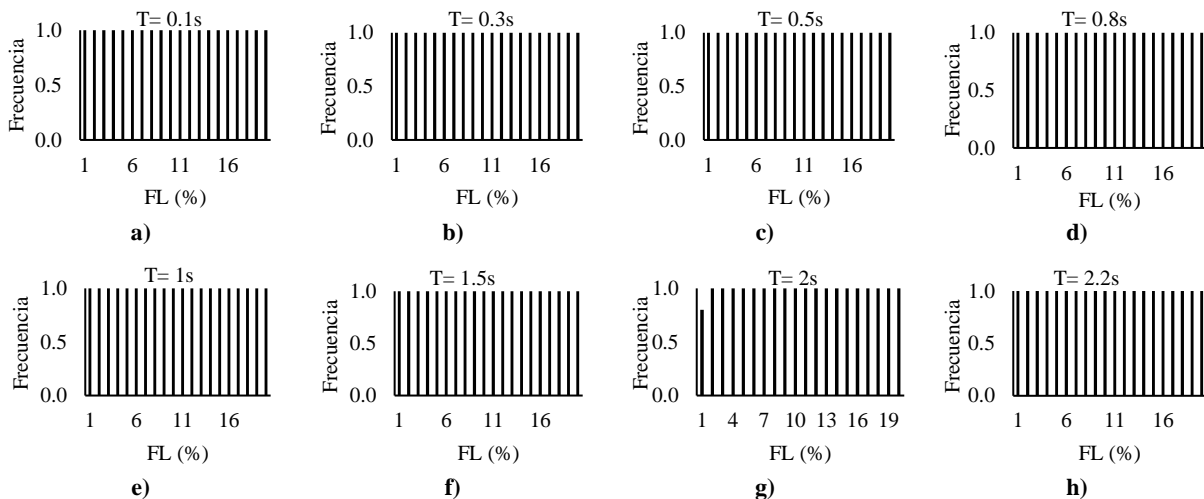 T= 0.1s
1.0
0.5
0.0
Frecuencia
1 6 11 16
FL (%)
a)
T= 0.3s
1.0
0.5
0.0
Frecuencia
1 6 11 16
FL (%)
b)
T= 0.5s
1.0
0.5
0.0
Frecuencia
1 6 11 16
FL (%)
c)
T= 0.8s
1.0
0.5
0.0
Frecuencia
1 6 11 16
FL (%)
d)
T= 1s
1.0
0.5
0.0
Frecuencia
1 6 11 16
FL (%)
e)
T= 1.5s
1.0
0.5
0.0
Frecuencia
1 6 11 16
FL (%)
f)
T= 2s
1.0
0.5
0.0
Frecuencia
1 4 7 10 13 16 19
FL (%)
g)
T= 2.2s
1.0
0.5
0.0
Frecuencia
1 6 11 16
FL (%)
h)